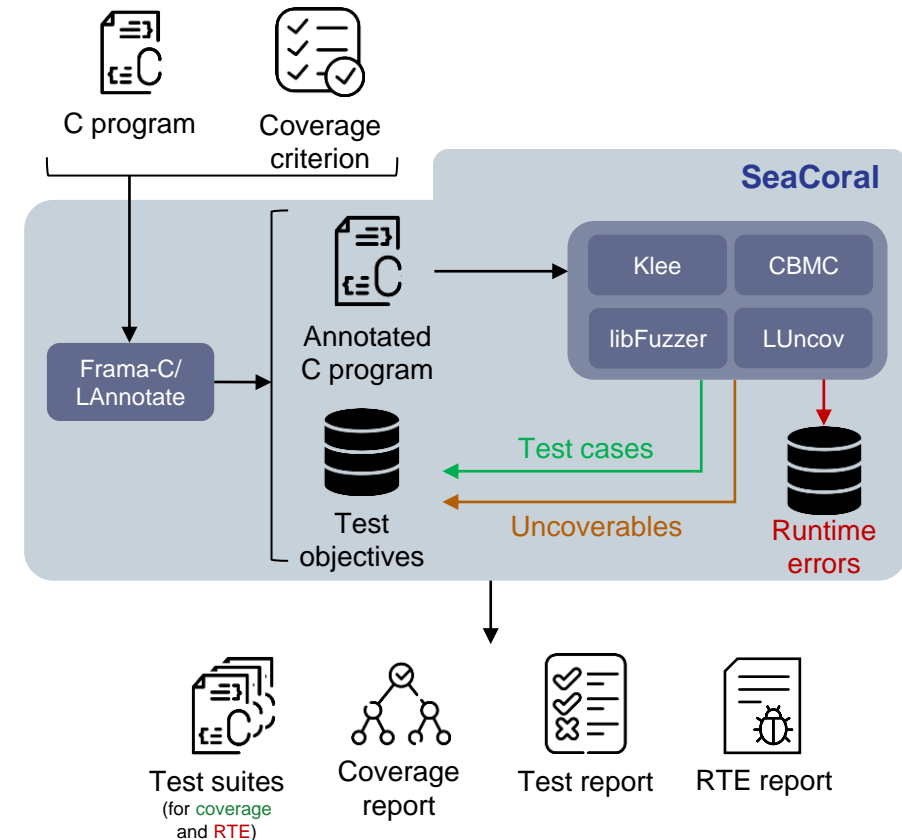 C program
Coverage
criterion
SeaCoral
Klee
CBMC
libFuzzer
LUncov
Annotated
C program
Frama-C/
LAnnotate
Test cases
Uncoverables
Test
objectives
Runtime
errors
Test suites
(for coverage
and RTE)
Coverage
report
Test report
RTE report